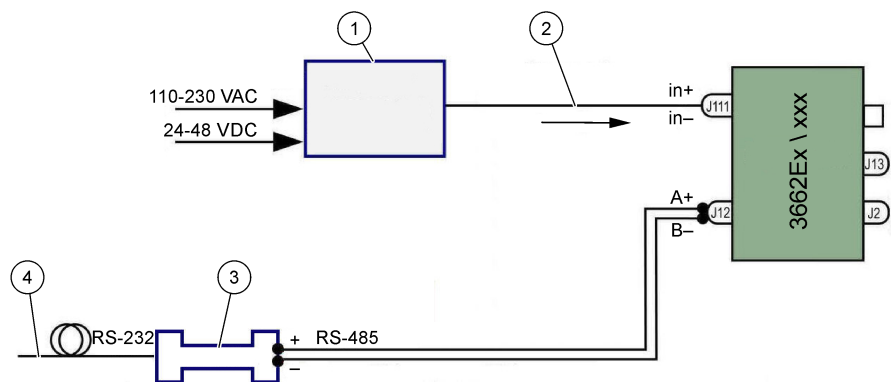 1
2
110-230 VAC
24-48 VDC
in+
in–
J111
3662Ex \ xxx
J13
A+
B–
J12
J2
4
3
RS-232
+
RS-485
–